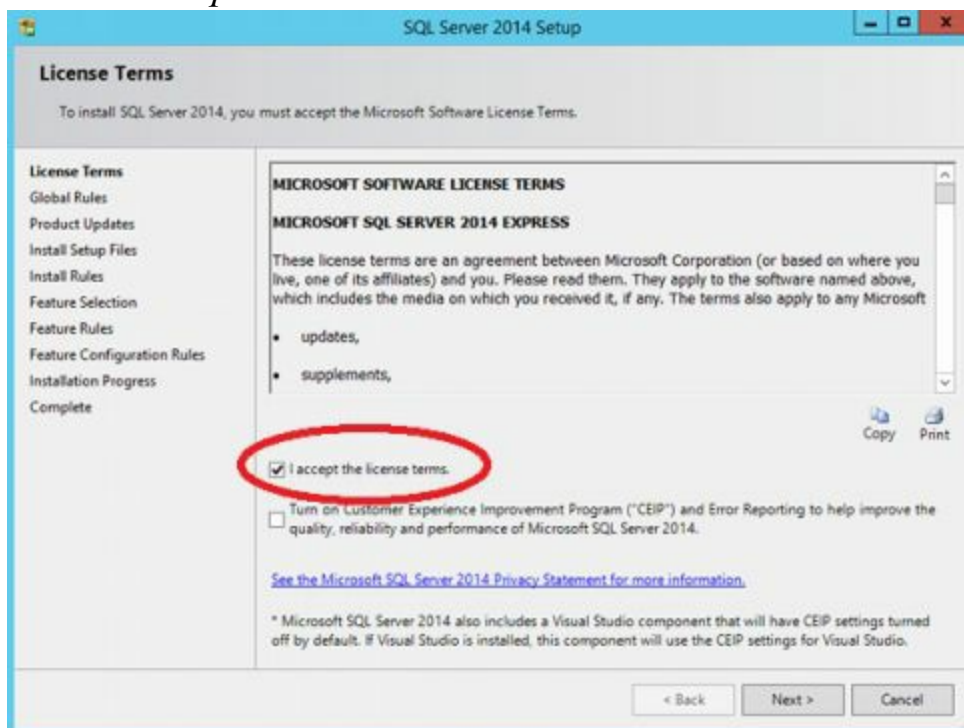 SQL Server 2014 Setup
License Terms
To install SQL Server 2014, you must accept the Microsoft Software License Terms.
License Terms
Global Rules
Product Updates
Install Setup Files
Install Rules
Feature Selection
Feature Rules
Feature Configuration Rules
Installation Progress
Complete
MICROSOFT SOFTWARE LICENSE TERMS
MICROSOFT SQL SERVER 2014 EXPRESS
These license terms are an agreement between Microsoft Corporation (or based on where you
live, one of its affiliates) and you. Please read them. They apply to the software named above,
which includes the media on which you received it, if any. The terms also apply to any Microsoft
• updates,
• supplements,
Copy Print
I accept the license terms.
Turn on Customer Experience Improvement Program ("CEIP") and Error Reporting to help improve the
quality, reliability and performance of Microsoft SQL Server 2014.
See the Microsoft SQL Server 2014 Privacy Statement for more information.
* Microsoft SQL Server 2014 also includes a Visual Studio component that will have CEIP settings turned
off by default. If Visual Studio is installed, this component will use the CEIP settings for Visual Studio.
< Back Next > Cancel